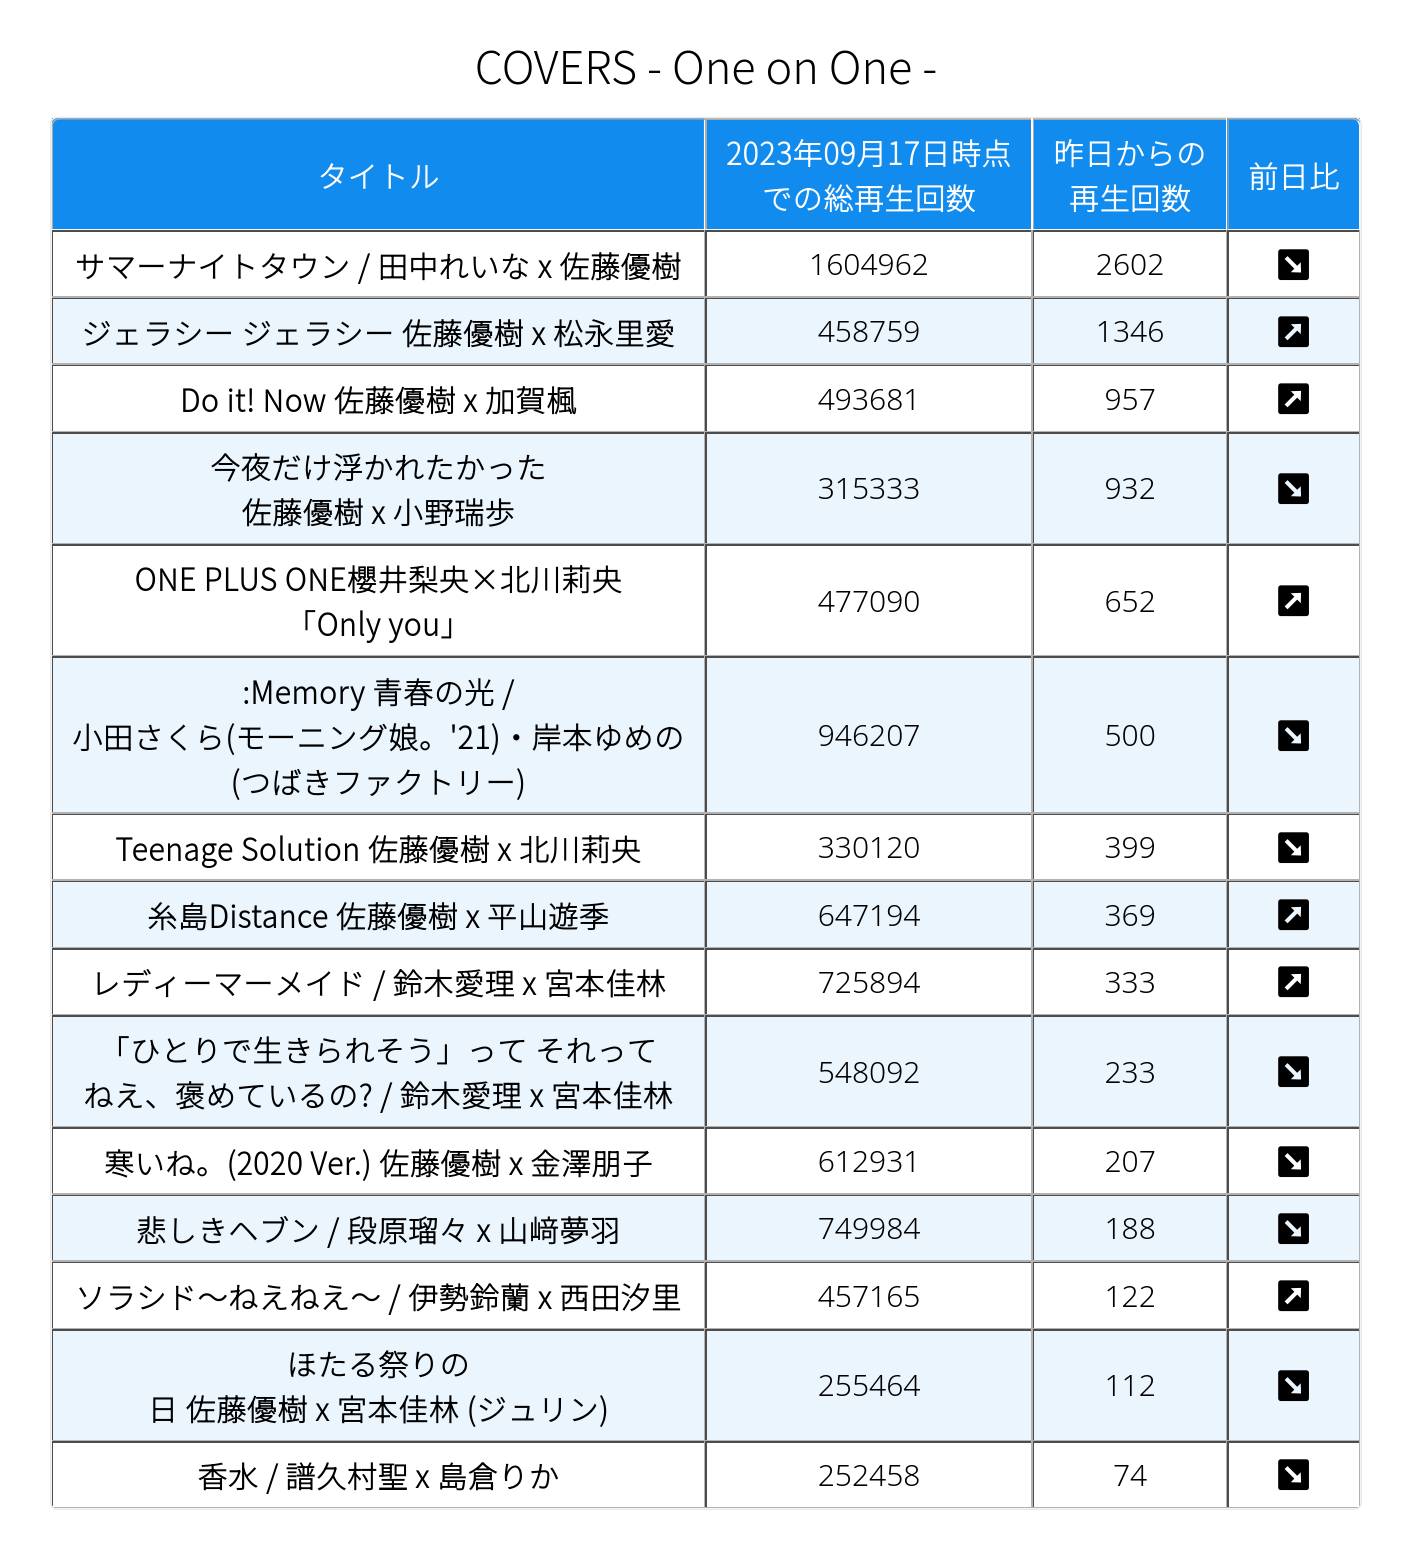 COVERS - One on One -
タイトル
2023年09月17日時点
での総再生回数
昨日からの
再生回数
前日比
サマーナイトタウン / 田中れいな x 佐藤優樹
1604962
2602
ジェラシー ジェラシー 佐藤優樹 x 松永里愛
458759
1346
Do it! Now 佐藤優樹 x 加賀楓
493681
957
今夜だけ浮かれたかった
佐藤優樹 x 小野瑞歩
315333
932
ONE PLUS ONE櫻井梨央×北川莉央
「Only you」
477090
652
:Memory 青春の光 /
小田さくら(モーニング娘。'21)・岸本ゆめの
(つばきファクトリー)
946207
500
Teenage Solution 佐藤優樹 x 北川莉央
330120
399
糸島Distance 佐藤優樹 x 平山遊季
647194
369
レディーマーメイド / 鈴木愛理 x 宮本佳林
725894
333
「ひとりで生きられそう」って それって
ねえ、褒めているの? / 鈴木愛理 x 宮本佳林
548092
233
寒いね。(2020 Ver.) 佐藤優樹 x 金澤朋子
612931
207
悲しきヘブン / 段原瑠々 x 山﨑夢羽
749984
188
ソラシド〜ねえねえ〜 / 伊勢鈴蘭 x 西田汐里
457165
122
ほたる祭りの
日 佐藤優樹 x 宮本佳林 (ジュリン)
255464
112
香水 / 譜久村聖 x 島倉りか
252458
74